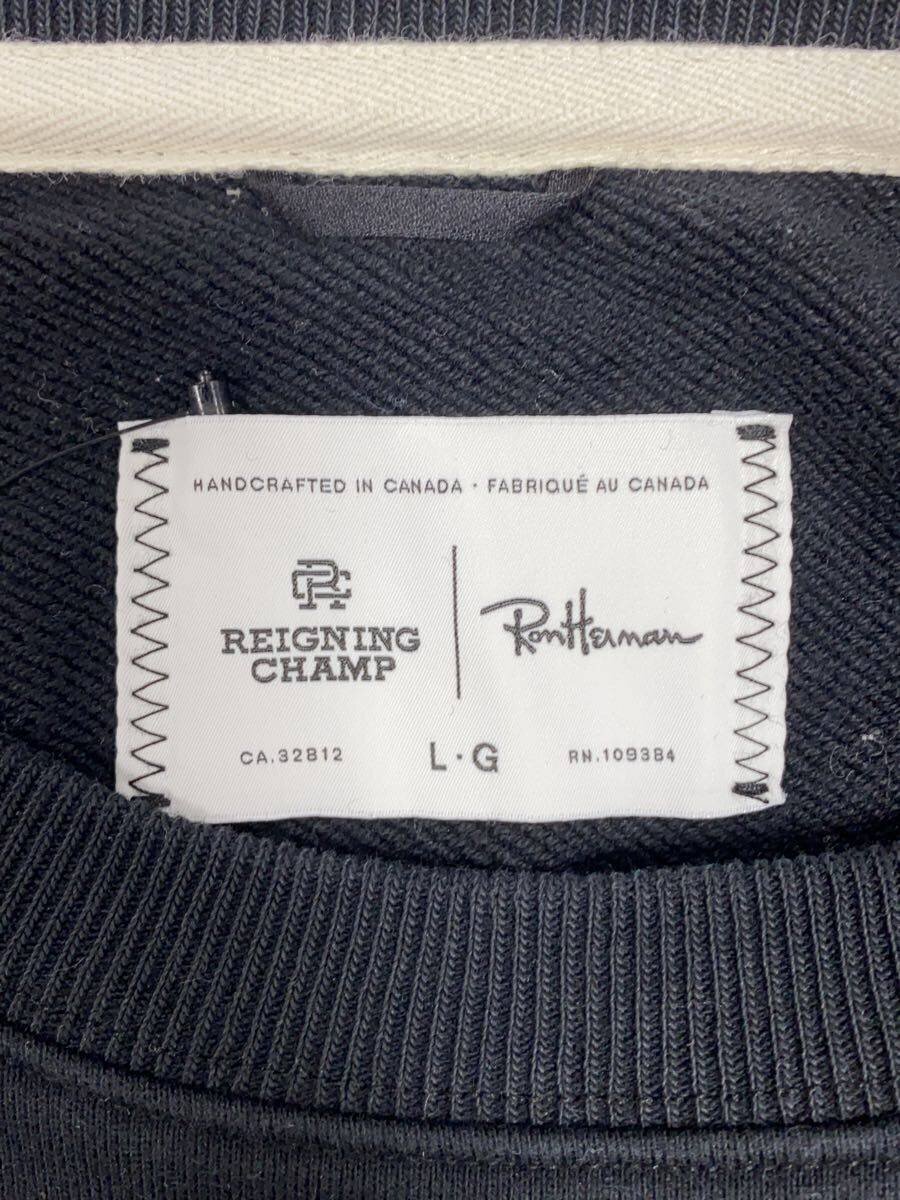 HANDCRAFTED IN CANADA · FABRIQUÉ AU CANADA
RC
REIGNING
CHAMP
Ron Herman
CA.32812 L·G RN.109384